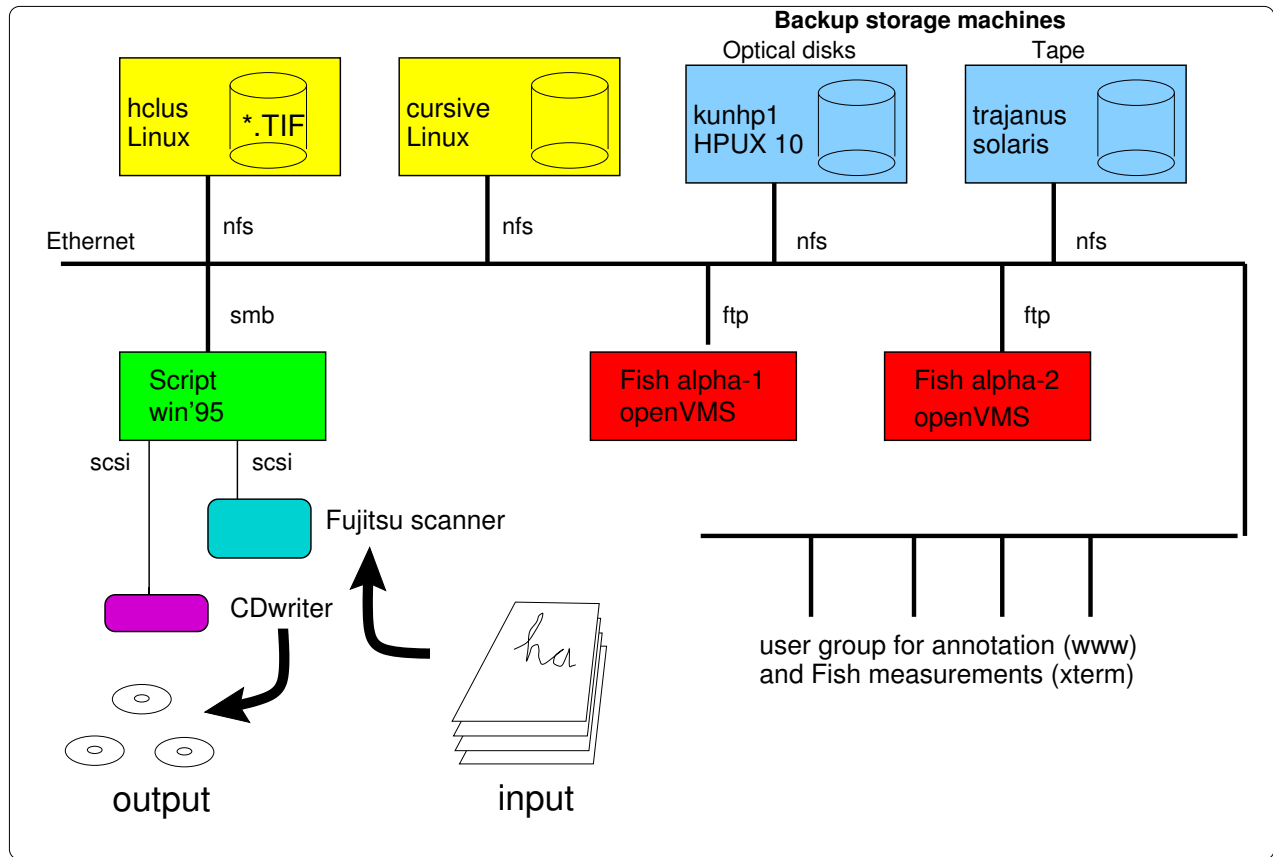 Backup storage machines
Optical disks
Tape
hclus
Linux
*.TIF
cursive
Linux
kunhp1
HPUX 10
trajanus
solaris
nfs
nfs
nfs
nfs
Ethernet
smb
ftp
ftp
Script
win'95
Fish alpha-1
openVMS
Fish alpha-2
openVMS
scsi
scsi
Fujitsu scanner
CDwriter
ha
user group for annotation (www)
and Fish measurements (xterm)
output
input